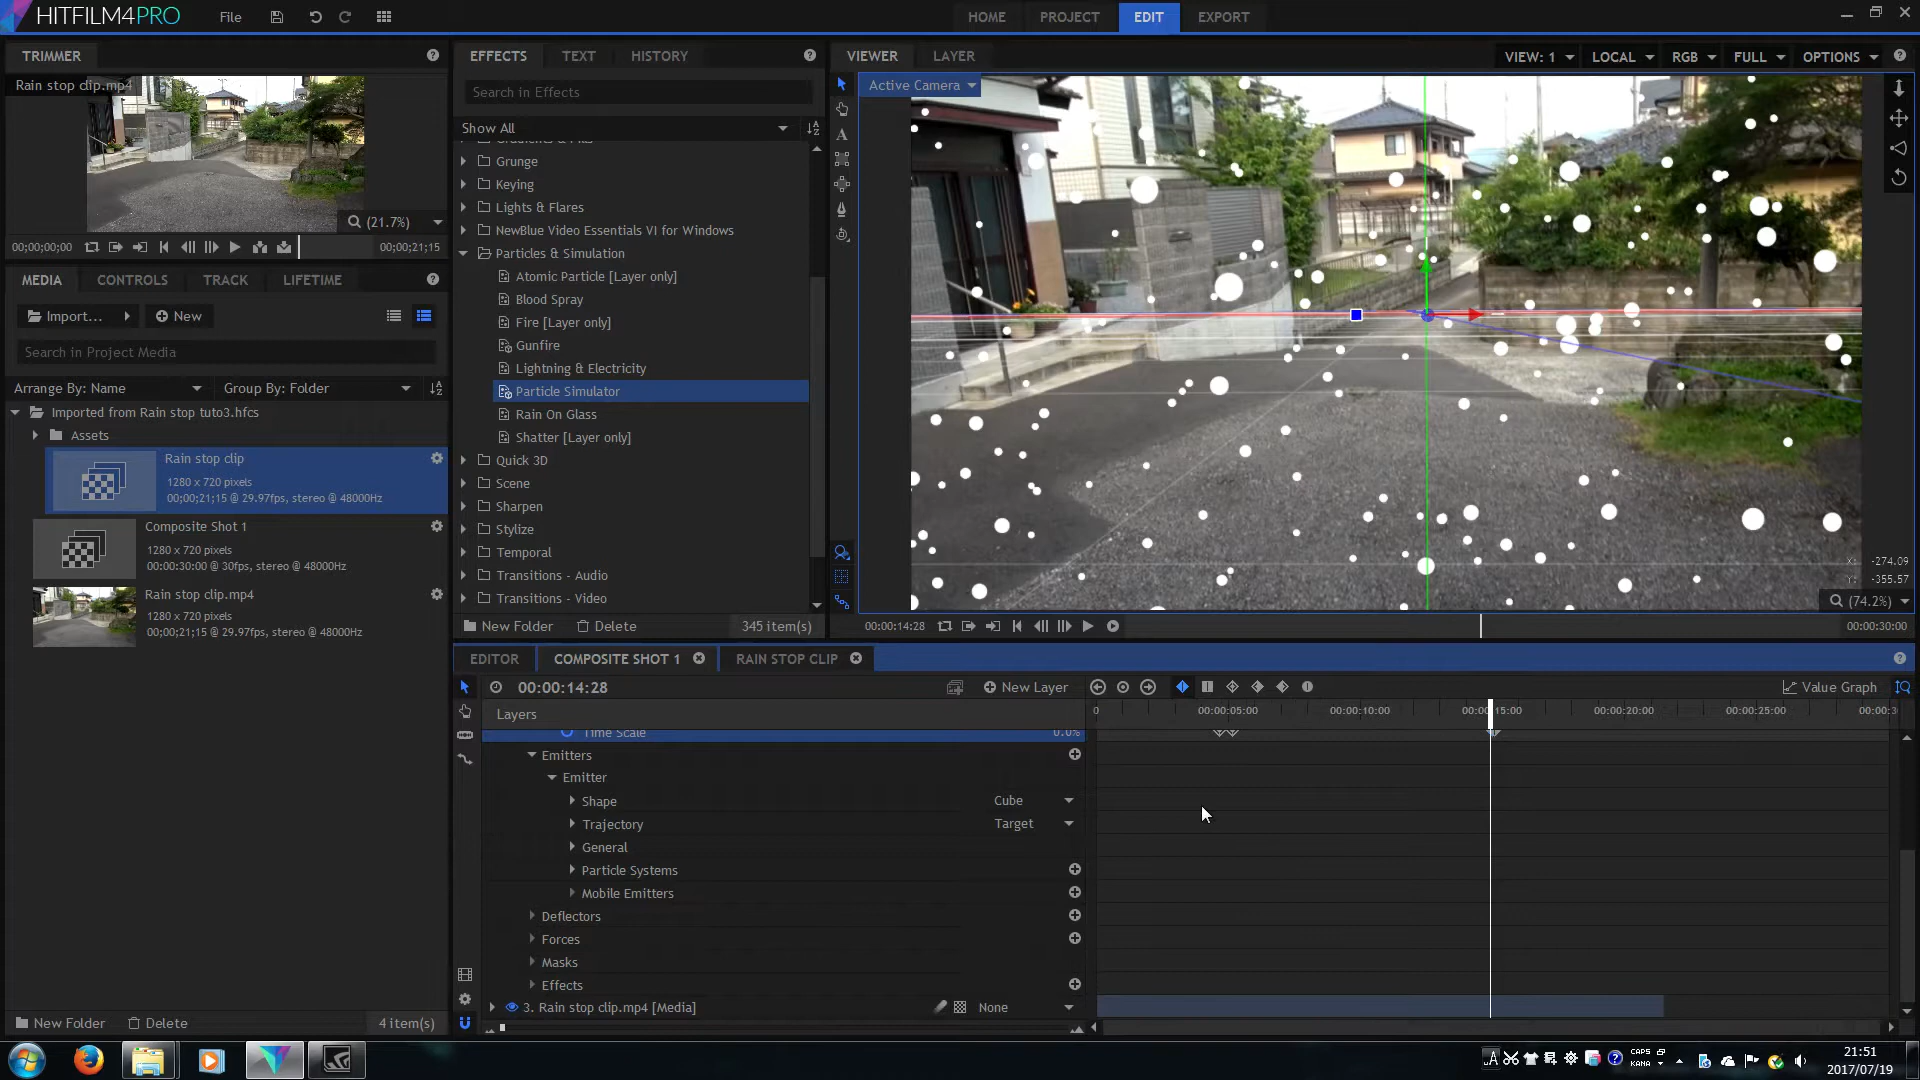 HITFILM4PRO
File
HOME
PROJECT
EDIT
EXPORT
TRIMMER
Rain stop clip.mp4
(21.7%)
00;00;00;00
00;00;21;15
MEDIA
CONTROLS
TRACK
LIFETIME
Import...
New
Search in Project Media
Arrange By: Name
Group By: Folder
Imported from Rain stop tuto3.hfcs
Assets
Rain stop clip
1280 x 720 pixels
00;00;21;15 @ 29.97fps, stereo @ 48000Hz
Composite Shot 1
1280 x 720 pixels
00:00:30:00 @ 30fps, stereo @ 48000Hz
Rain stop clip.mp4
1280 x 720 pixels
00;00;21;15 @ 29.97fps, stereo @ 48000Hz
New Folder
Delete
4 item(s)
EFFECTS
TEXT
HISTORY
Search in Effects
Show All
Grunge
Keying
Lights & Flares
NewBlue Video Essentials VI for Windows
Particles & Simulation
Atomic Particle [Layer only]
Blood Spray
Fire [Layer only]
Gunfire
Lightning & Electricity
Particle Simulator
Rain On Glass
Shatter [Layer only]
Quick 3D
Scene
Sharpen
Stylize
Temporal
Transitions - Audio
Transitions - Video
New Folder
Delete
345 item(s)
VIEWER
LAYER
VIEW: 1
LOCAL
RGB
FULL
OPTIONS
Active Camera
X: -274.09
Y: -355.57
(74.2%)
00:00:14:28
00:00:30:00
EDITOR
COMPOSITE SHOT 1
RAIN STOP CLIP
00:00:14:28
New Layer
Value Graph
Layers
0
00:00:05:00
00:00:10:00
00:00:15:00
00:00:20:00
00:00:25:00
00:00:3
Time Scale
0.0%
Emitters
Emitter
Shape
Cube
Trajectory
Target
General
Particle Systems
Mobile Emitters
Deflectors
Forces
Masks
Effects
3. Rain stop clip.mp4 [Media]
None
A
CAPS
KANA
21:51
2017/07/19